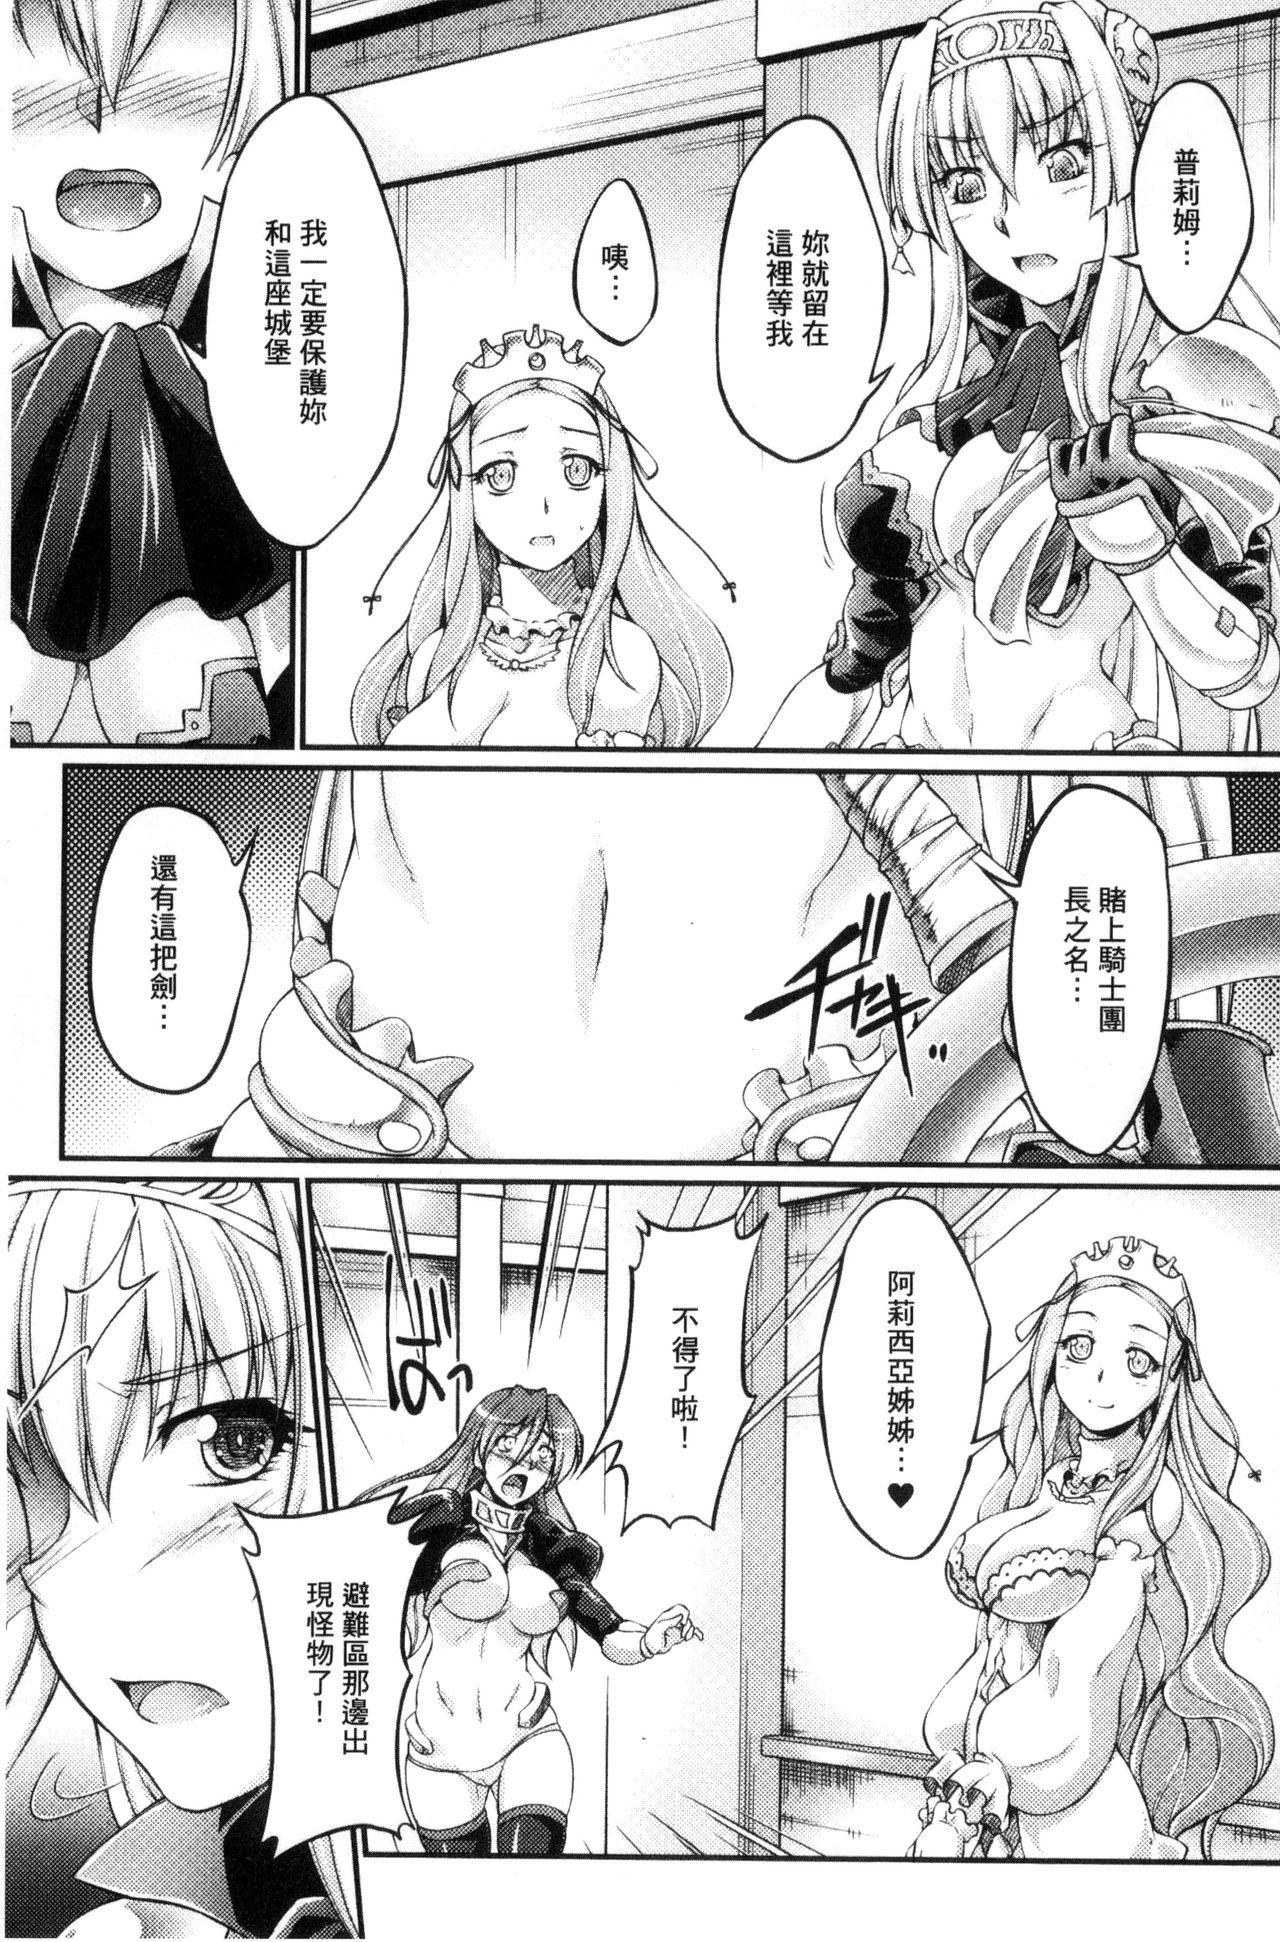 普莉姆…
妳就留在
這裡等我
咦…
我一定要保護妳
和這座城堡
賭上騎士團
長之名…
ギャキ
還有這把劍…
阿莉西亞姊姊…♥
不得了啦！
避難區那邊出
現怪物了！